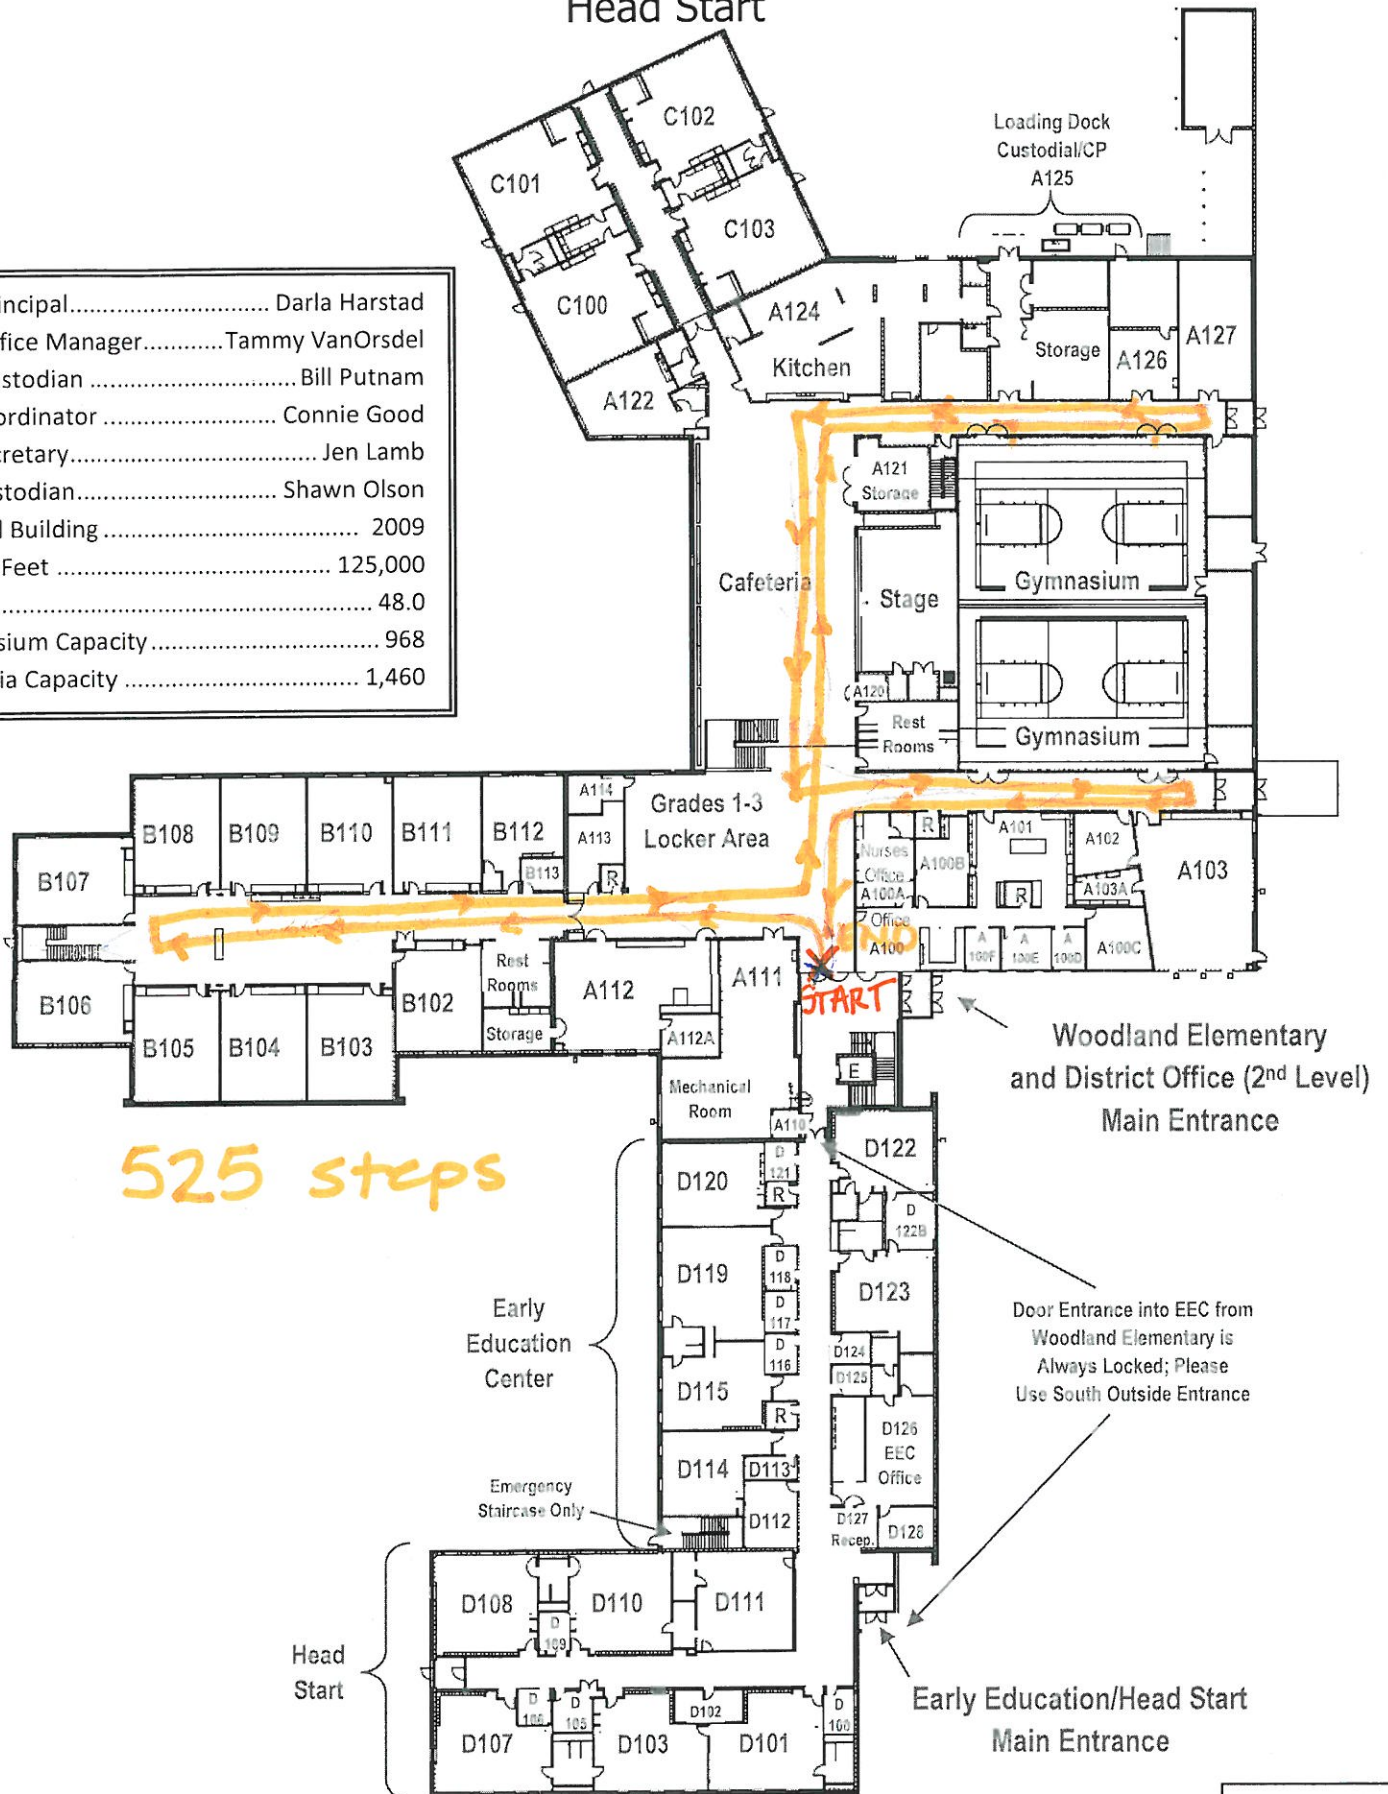 Head Start
C102
Loading Dock
Custodial/CP
A125
C101
C103
C100
A124
Kitchen
Storage
A126
A127
A122
incipal.............................. Darla Harstad
fice Manager............Tammy VanOrsdel
stodian ................................ Bill Putnam
ordinator .......................... Connie Good
cretary...................................... Jen Lamb
stodian.............................. Shawn Olson
l Building ...................................... 2009
Feet ......................................... 125,000
........................................................ 48.0
sium Capacity................................... 968
ia Capacity ................................... 1,460
A121
Storage
Cafeteria
Stage
Gymnasium
A120
Rest
Rooms
Gymnasium
B108
B109
B110
B111
B112
B113
A114
A113
R
Grades 1-3
Locker Area
Nurses
Office
A100A
R
A100B
A101
R
A102
A103A
A103
B107
Office
A100
END
A
100F
A
100E
A
100D
A100C
START
B106
B105
B104
B103
B102
Rest
Rooms
Storage
A112
A112A
A111
E
Mechanical
Room
A110
Woodland Elementary
and District Office (2nd Level)
Main Entrance
525 steps
D120
D
121
R
D122
D
122B
D119
D
118
D
117
D123
Early
Education
Center
D
116
D115
R
D124
D125
Door Entrance into EEC from
Woodland Elementary is
Always Locked; Please
Use South Outside Entrance
D126
EEC
Office
D114
D113
D112
D127
Recep.
D128
Emergency
Staircase Only
D108
D
109
D110
D111
Head
Start
D107
D
106
D
105
D103
D102
D101
D
100
Early Education/Head Start
Main Entrance